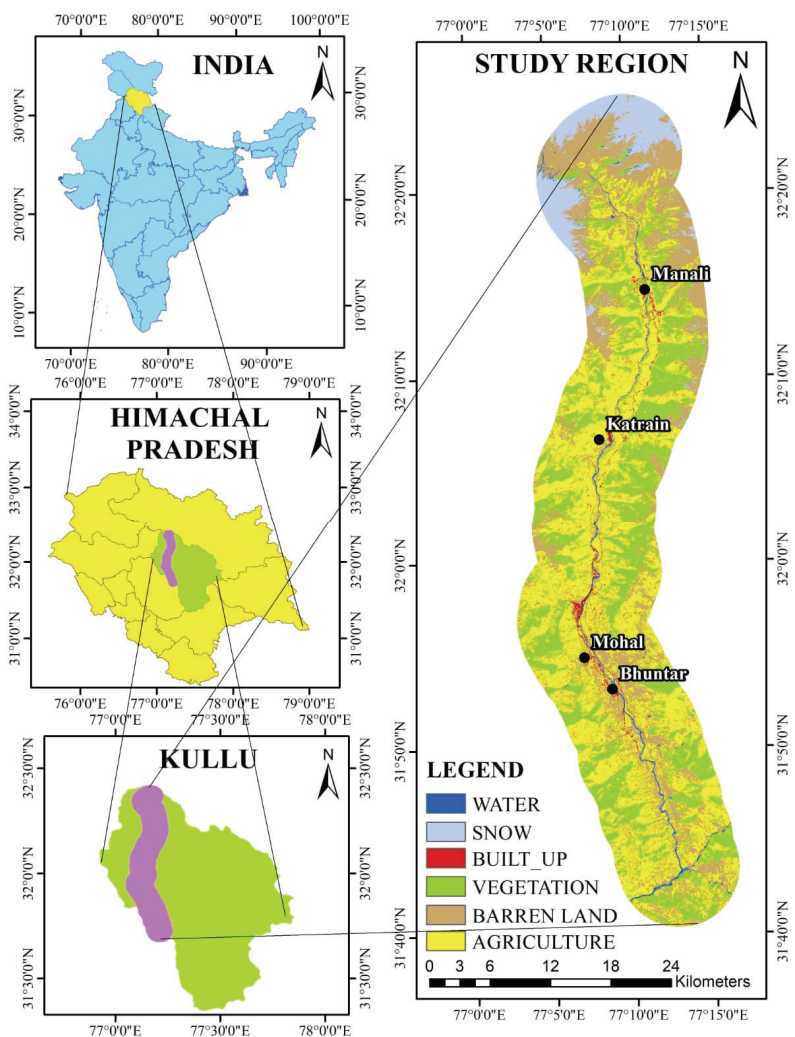 70°0'0"E 80°0'0"E 90°0'0"E 100°0'0"E
INDIA
N
30°0'0"N
20°0'0"N
10°0'0"N
30°0'0"N
20°0'0"N
10°0'0"N
70°0'0"E 80°0'0"E 90°0'0"E
76°0'0"E 77°0'0"E 78°0'0"E 79°0'0"E
HIMACHAL
PRADESH
N
34°0'0"N
33°0'0"N
32°0'0"N
31°0'0"N
34°0'0"N
33°0'0"N
32°0'0"N
31°0'0"N
76°0'0"E 77°0'0"E 78°0'0"E 79°0'0"E
77°0'0"E 77°30'0"E 78°0'0"E
KULLU
N
32°30'0"N
32°0'0"N
31°30'0"N
32°30'0"N
32°0'0"N
31°30'0"N
77°0'0"E 77°30'0"E 78°0'0"E
77°0'0"E 77°5'0"E 77°10'0"E 77°15'0"E
STUDY REGION
N
32°20'0"N
32°10'0"N
32°0'0"N
31°50'0"N
31°40'0"N
32°20'0"N
32°10'0"N
32°0'0"N
31°50'0"N
31°40'0"N
Manali
Katrain
Mohal
Bhuntar
LEGEND
WATER
SNOW
BUILT_UP
VEGETATION
BARREN LAND
AGRICULTURE
0 3 6 12 18 24
Kilometers
77°0'0"E 77°5'0"E 77°10'0"E 77°15'0"E